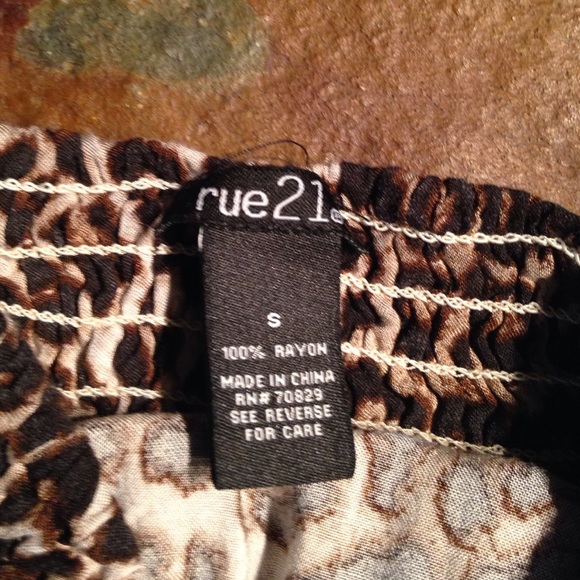 rue21
S
100% RAYON
MADE IN CHINA
RN# 70829
SEE REVERSE
FOR CARE